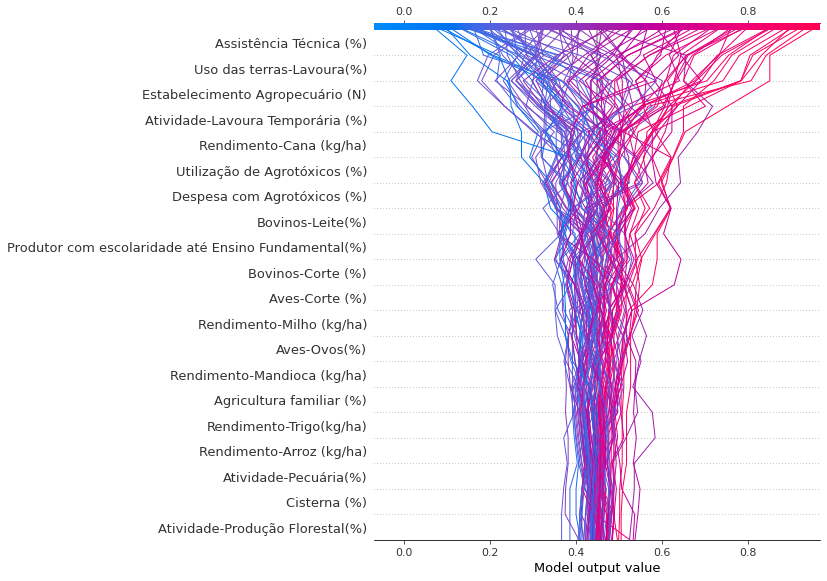 0.0 0.2 0.4 0.6 0.8
Assistência Técnica (%)
Uso das terras-Lavoura(%)
Estabelecimento Agropecuário (N)
Atividade-Lavoura Temporária (%)
Rendimento-Cana (kg/ha)
Utilização de Agrotóxicos (%)
Despesa com Agrotóxicos (%)
Bovinos-Leite(%)
Produtor com escolaridade até Ensino Fundamental(%)
Bovinos-Corte (%)
Aves-Corte (%)
Rendimento-Milho (kg/ha)
Aves-Ovos(%)
Rendimento-Mandioca (kg/ha)
Agricultura familiar (%)
Rendimento-Trigo(kg/ha)
Rendimento-Arroz (kg/ha)
Atividade-Pecuária(%)
Cisterna (%)
Atividade-Produção Florestal(%)
0.0 0.2 0.4 0.6 0.8
Model output value